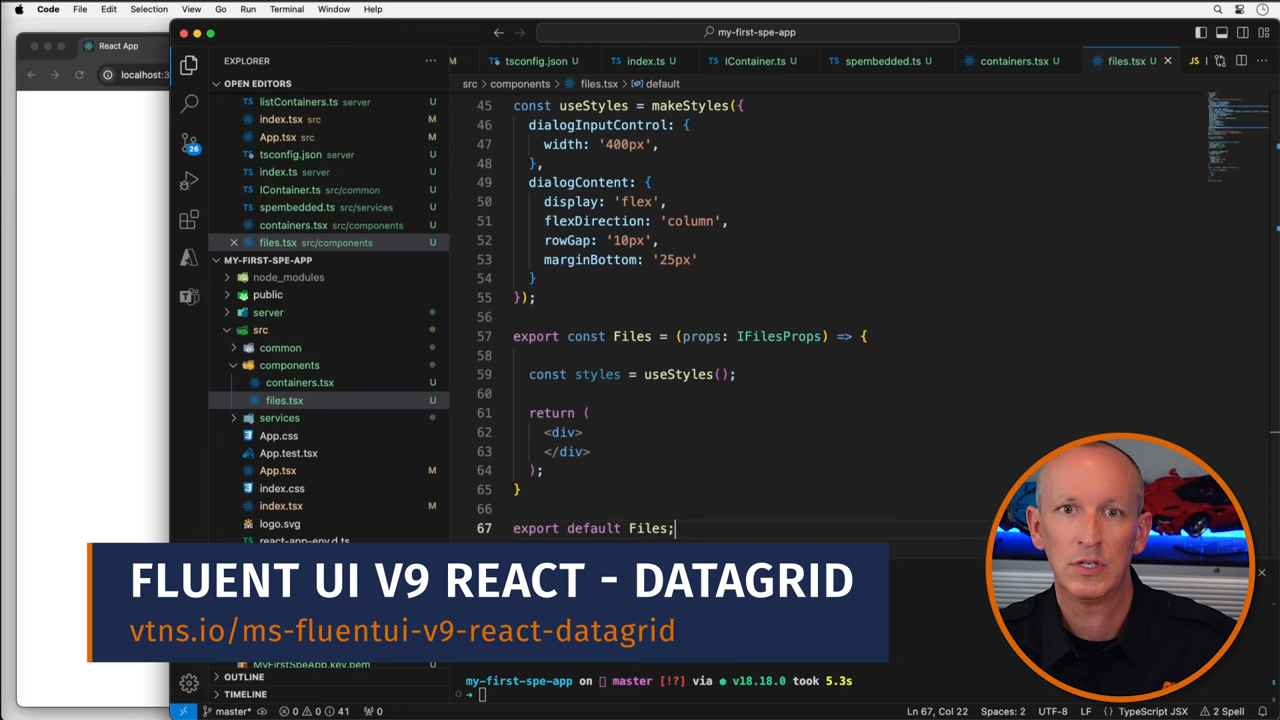 Code File Edit Selection View Go Run Terminal Window Help
React App
localhost:3
my-first-spe-app
EXPLORER
tsconfig.json U
index.ts U
IContainer.ts U
spembedded.ts U
containers.tsx U
files.tsx U
OPEN EDITORS
src > components > files.tsx > default
listContainers.ts server U
index.tsx src M
App.tsx src M
tsconfig.json server U
index.ts server U
IContainer.ts src/common U
spembedded.ts src/services U
containers.tsx src/components U
files.tsx src/components U
MY-FIRST-SPE-APP
node_modules
public
server
src
common
components
containers.tsx U
files.tsx U
services
App.css
App.test.tsx
App.tsx M
index.css
index.tsx M
logo.svg
react-app-env.d.ts
MyFirstSpeApp.key.pem
OUTLINE
TIMELINE
26
45 const useStyles = makeStyles({
46 dialogInputControl: {
47 width: '400px',
48 },
49 dialogContent: {
50 display: 'flex',
51 flexDirection: 'column',
52 rowGap: '10px',
53 marginBottom: '25px'
54 }
55 });
56
57 export const Files = (props: IFilesProps) => {
58
59 const styles = useStyles();
60
61 return (
62 <div>
63 </div>
64 );
65 }
66
67 export default Files;
FLUENT UI V9 REACT - DATAGRID
vtns.io/ms-fluentui-v9-react-datagrid
my-first-spe-app on master [!?] via v18.18.0 took 5.3s
master* 0 0 41 0 Ln 67, Col 22 Spaces: 2 UTF-8 LF {} TypeScript JSX 2 Spell